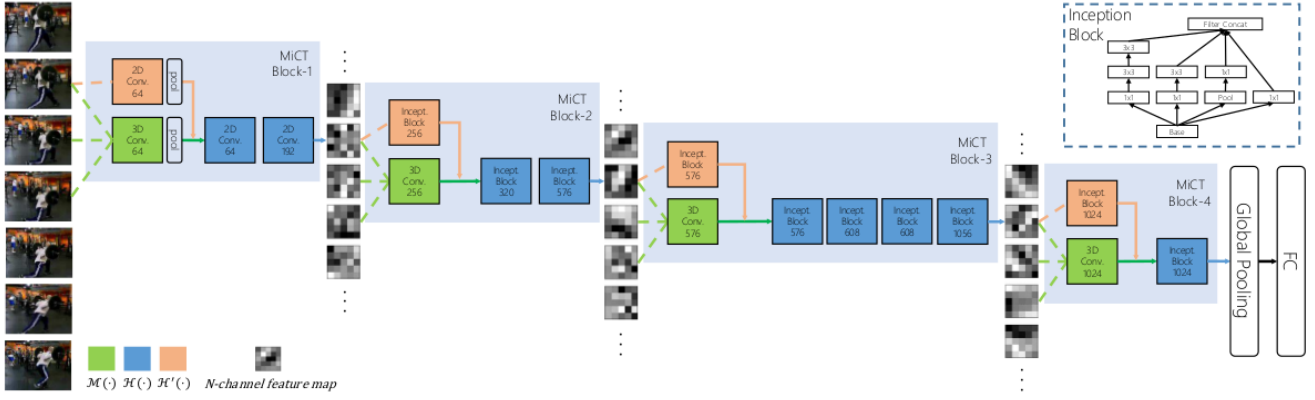 MiCT
Block-1
2D
Conv.
64
pool
3D
Conv.
64
pool
2D
Conv.
64
2D
Conv.
192
MiCT
Block-2
Incept.
Block
256
3D
Conv.
256
Incept.
Block
320
Incept.
Block
576
MiCT
Block-3
Incept.
Block
576
3D
Conv.
576
Incept.
Block
576
Incept.
Block
608
Incept.
Block
608
Incept.
Block
1056
MiCT
Block-4
Incept.
Block
1024
3D
Conv.
1024
Incept.
Block
1024
Global Pooling
FC
Inception
Block
Filter Concat
3x3
3x3
3x3
1x1
1x1
1x1
Pool
1x1
Base
ℳ(·)
ℋ(·)
ℋ′(·)
N-channel feature map